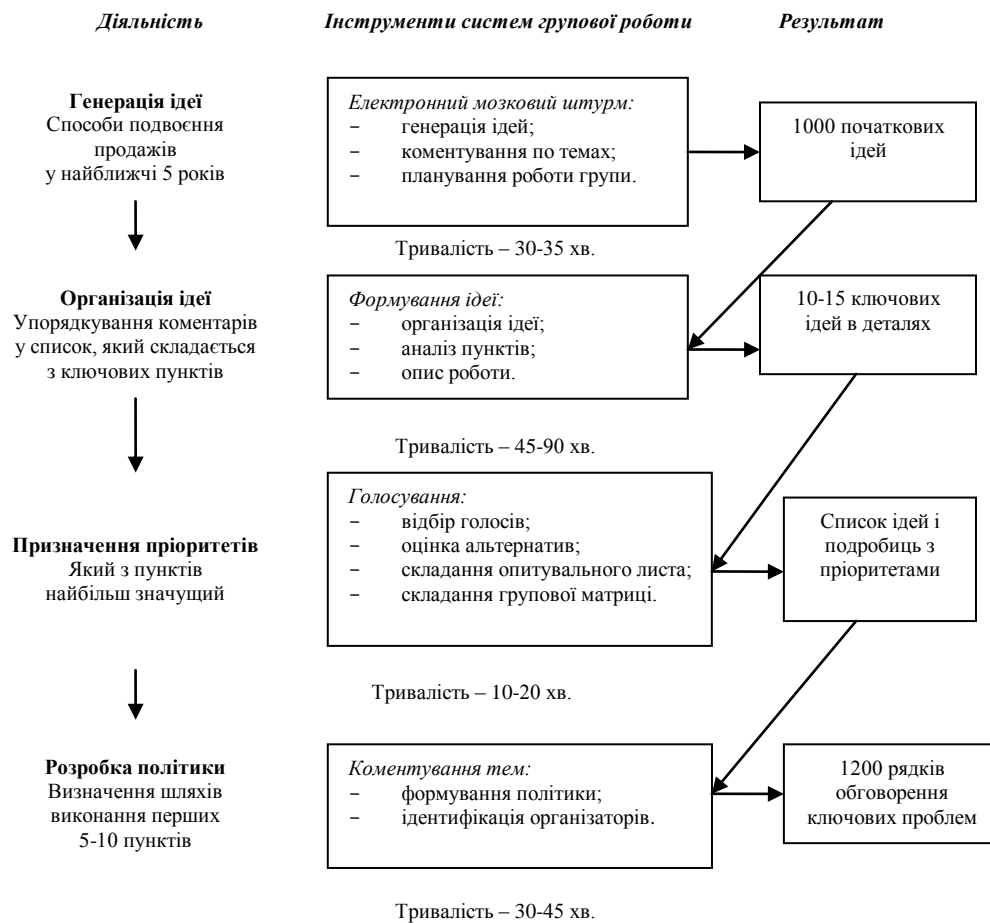 Діяльність
Інструменти систем групової роботи
Результат
Генерація ідеї
Способи подвоєння
продажів
у найближчі 5 років
Електронний мозковий штурм:
- генерація ідей;
- коментування по темах;
- планування роботи групи.
1000 початкових
ідей
Тривалість – 30-35 хв.
Організація ідеї
Упорядкування коментарів
у список, який складається
з ключових пунктів
Формування ідеї:
- організація ідеї;
- аналіз пунктів;
- опис роботи.
10-15 ключових
ідей в деталях
Тривалість – 45-90 хв.
Призначення пріоритетів
Який з пунктів
найбільш значущий
Голосування:
- відбір голосів;
- оцінка альтернатив;
- складання опитувального листа;
- складання групової матриці.
Список ідей і
подробиць з
пріоритетами
Тривалість – 10-20 хв.
Розробка політики
Визначення шляхів
виконання перших
5-10 пунктів
Коментування тем:
- формування політики;
- ідентифікація організаторів.
1200 рядків
обговорення
ключових проблем
Тривалість – 30-45 хв.